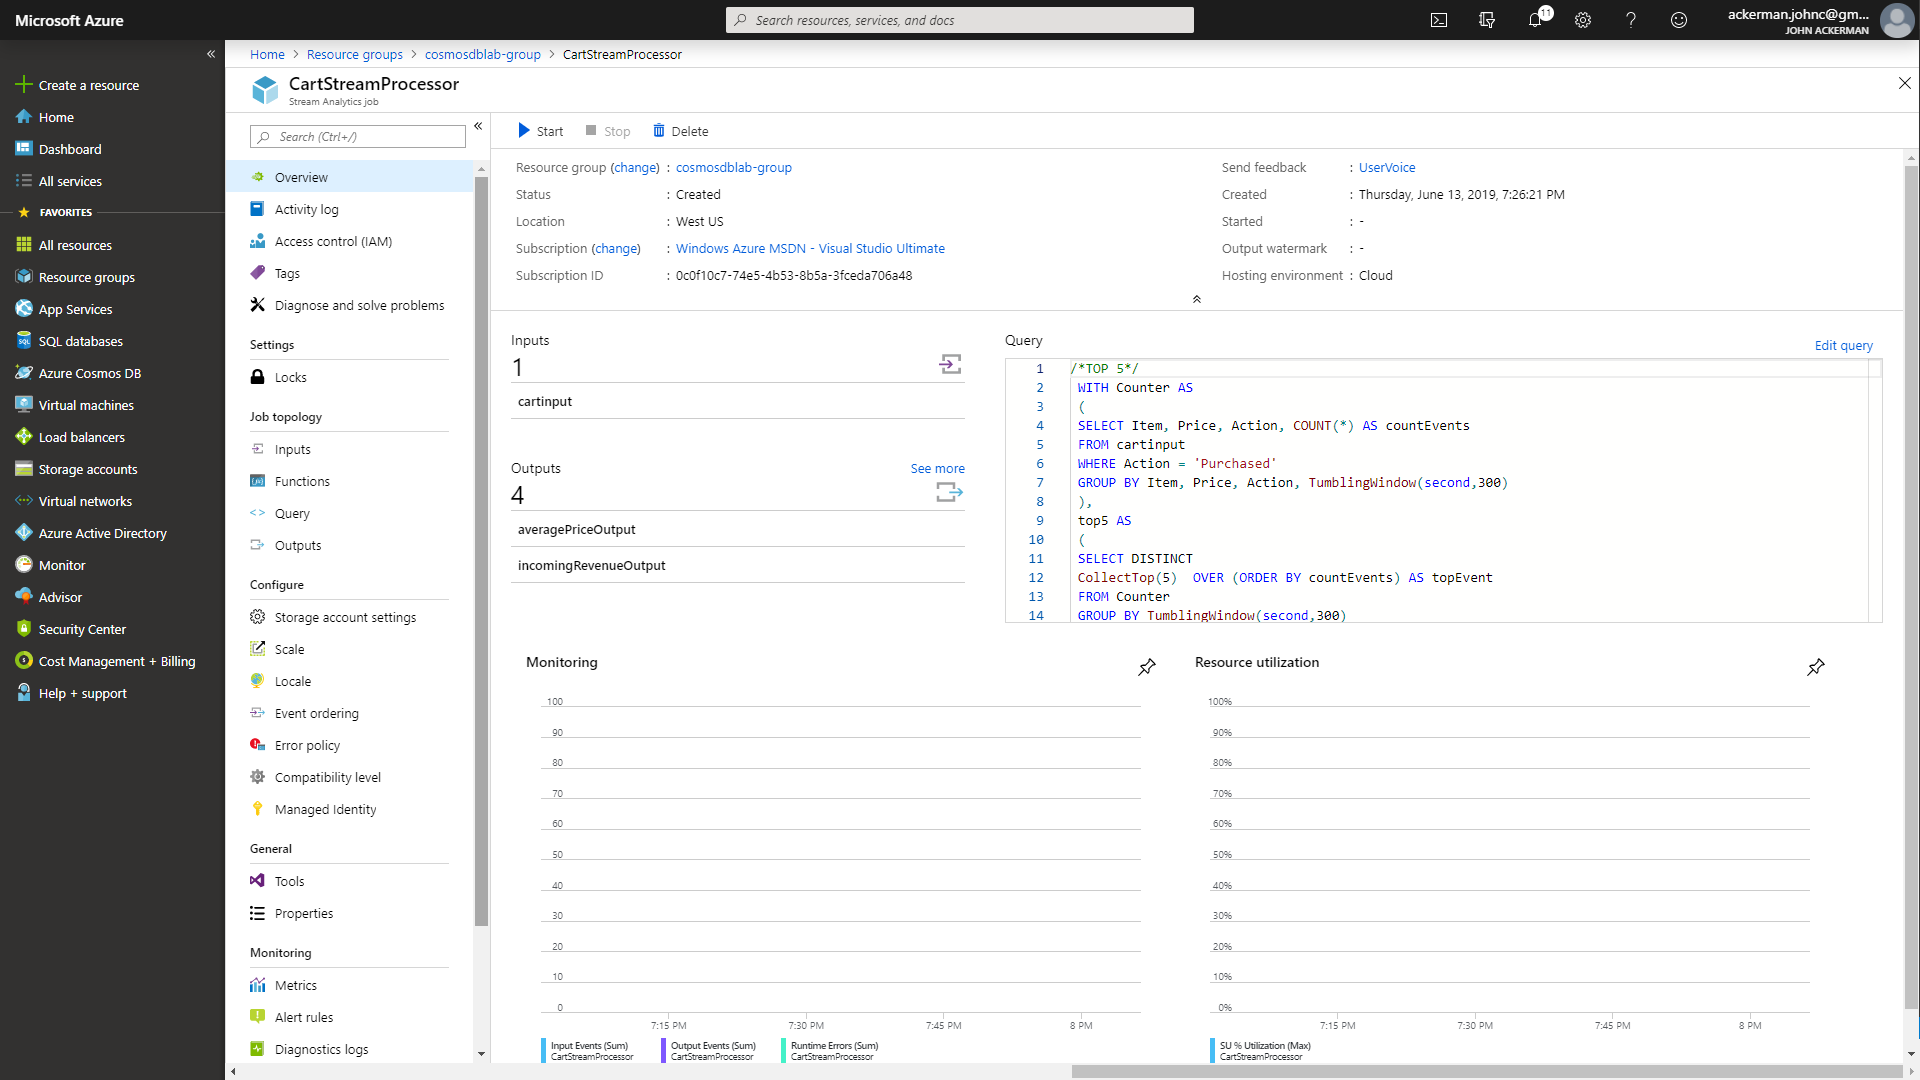 Microsoft Azure
Search resources, services, and docs
11
ackerman.johnc@gm...
JOHN ACKERMAN
Create a resource
Home
Dashboard
All services
FAVORITES
All resources
Resource groups
App Services
SQL databases
Azure Cosmos DB
Virtual machines
Load balancers
Storage accounts
Virtual networks
Azure Active Directory
Monitor
Advisor
Security Center
Cost Management + Billing
Help + support
Home > Resource groups > cosmosdblab-group > CartStreamProcessor
CartStreamProcessor
Stream Analytics job
Search (Ctrl+/)
Overview
Activity log
Access control (IAM)
Tags
Diagnose and solve problems
Settings
Locks
Job topology
Inputs
Functions
Query
Outputs
Configure
Storage account settings
Scale
Locale
Event ordering
Error policy
Compatibility level
Managed Identity
General
Tools
Properties
Monitoring
Metrics
Alert rules
Diagnostics logs
Start Stop Delete
Resource group (change) : cosmosdblab-group
Status : Created
Location : West US
Subscription (change) : Windows Azure MSDN - Visual Studio Ultimate
Subscription ID : 0c0f10c7-74e5-4b53-8b5a-3fceda706a48
Send feedback : UserVoice
Created : Thursday, June 13, 2019, 7:26:21 PM
Started : -
Output watermark : -
Hosting environment : Cloud
Inputs
1
cartinput
Outputs
See more
4
averagePriceOutput
incomingRevenueOutput
Query
Edit query
1 /*TOP 5*/
2 WITH Counter AS
3 (
4 SELECT Item, Price, Action, COUNT(*) AS countEvents
5 FROM cartinput
6 WHERE Action = 'Purchased'
7 GROUP BY Item, Price, Action, TumblingWindow(second,300)
8 ),
9 top5 AS
10 (
11 SELECT DISTINCT
12 CollectTop(5)  OVER (ORDER BY countEvents) AS topEvent
13 FROM Counter
14 GROUP BY TumblingWindow(second,300)
Monitoring
100
90
80
70
60
50
40
30
20
10
0
7:15 PM 7:30 PM 7:45 PM 8 PM
Input Events (Sum)
CartStreamProcessor
Output Events (Sum)
CartStreamProcessor
Runtime Errors (Sum)
CartStreamProcessor
Resource utilization
100%
90%
80%
70%
60%
50%
40%
30%
20%
10%
0%
7:15 PM 7:30 PM 7:45 PM 8 PM
SU % Utilization (Max)
CartStreamProcessor